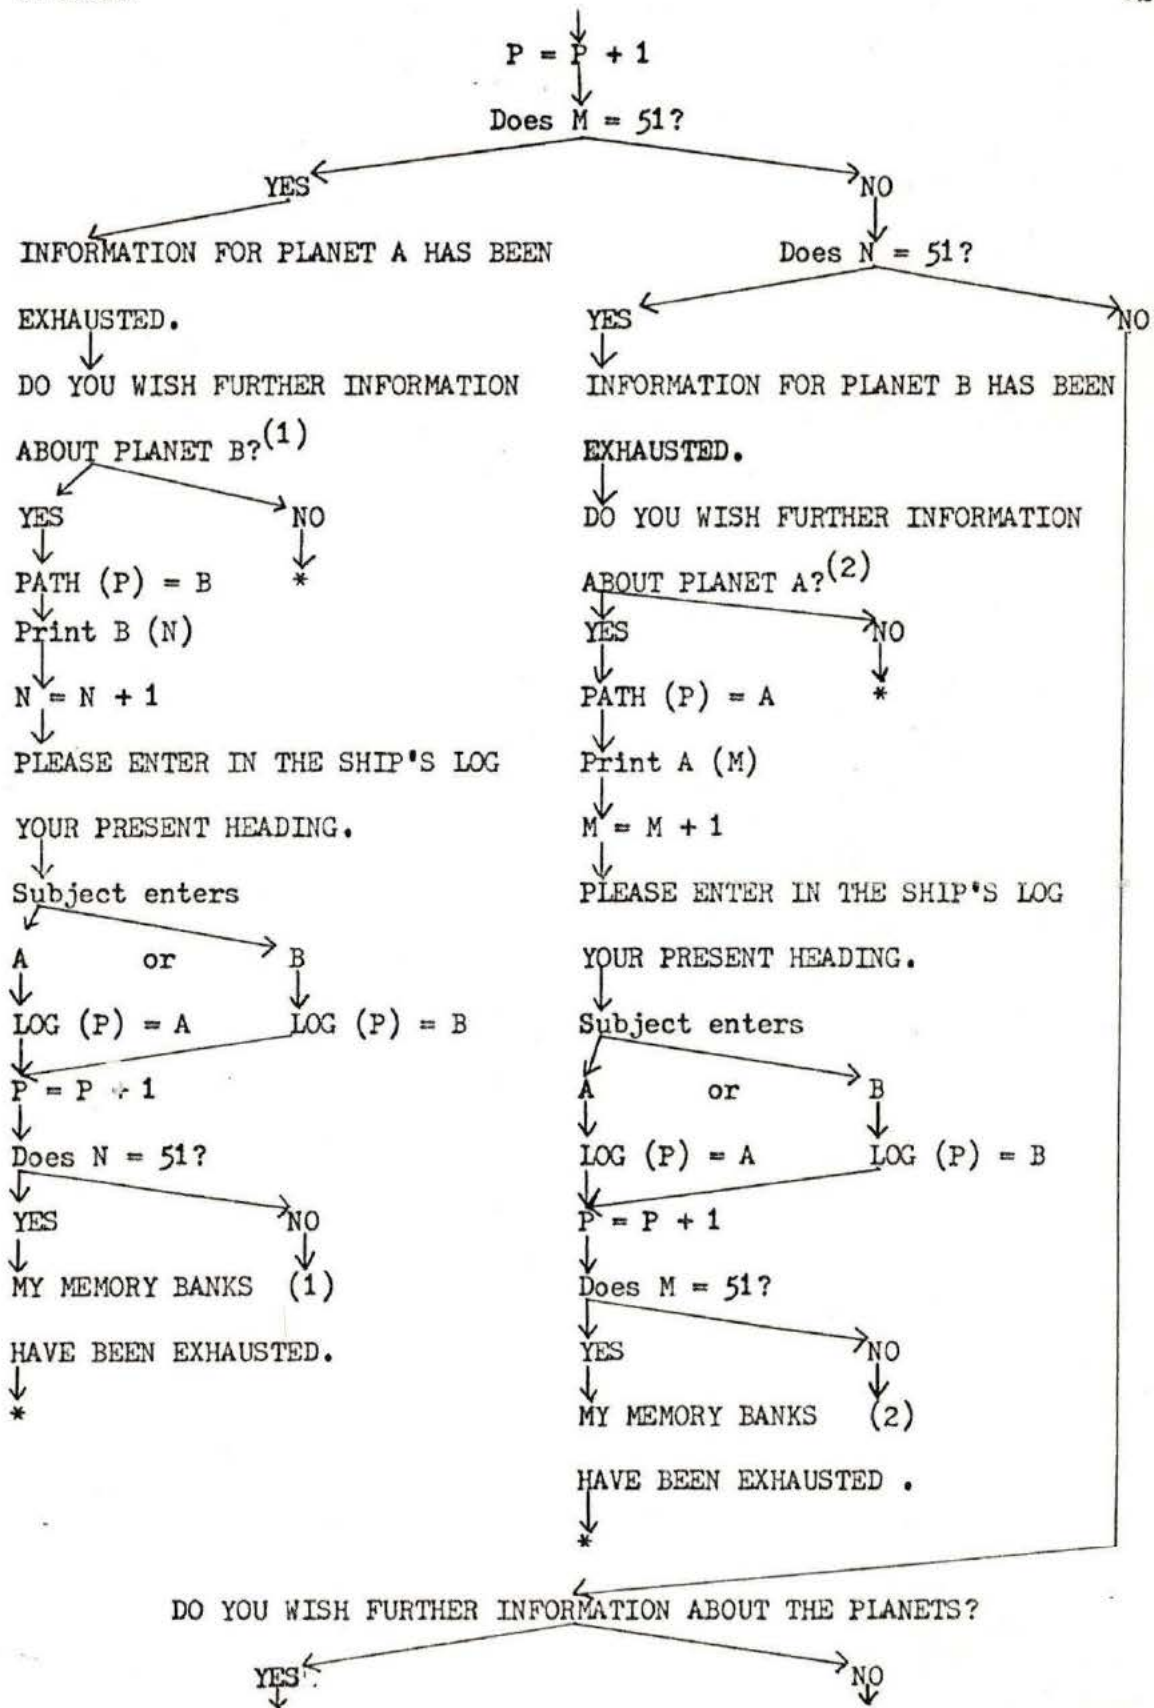 P = P + 1
Does M = 51?
YES NO
INFORMATION FOR PLANET A HAS BEEN
EXHAUSTED.
DO YOU WISH FURTHER INFORMATION
ABOUT PLANET B?(1)
YES NO
PATH (P) = B *
Print B (N)
N = N + 1
PLEASE ENTER IN THE SHIP'S LOG
YOUR PRESENT HEADING.
Subject enters
A or B
LOG (P) = A LOG (P) = B
P = P + 1
Does N = 51?
YES NO
MY MEMORY BANKS (1)
HAVE BEEN EXHAUSTED.
*
Does N = 51?
YES NO
INFORMATION FOR PLANET B HAS BEEN
EXHAUSTED.
DO YOU WISH FURTHER INFORMATION
ABOUT PLANET A?(2)
YES NO
PATH (P) = A *
Print A (M)
M = M + 1
PLEASE ENTER IN THE SHIP'S LOG
YOUR PRESENT HEADING.
Subject enters
A or B
LOG (P) = A LOG (P) = B
P = P + 1
Does M = 51?
YES NO
MY MEMORY BANKS (2)
HAVE BEEN EXHAUSTED .
*
DO YOU WISH FURTHER INFORMATION ABOUT THE PLANETS?
YES NO